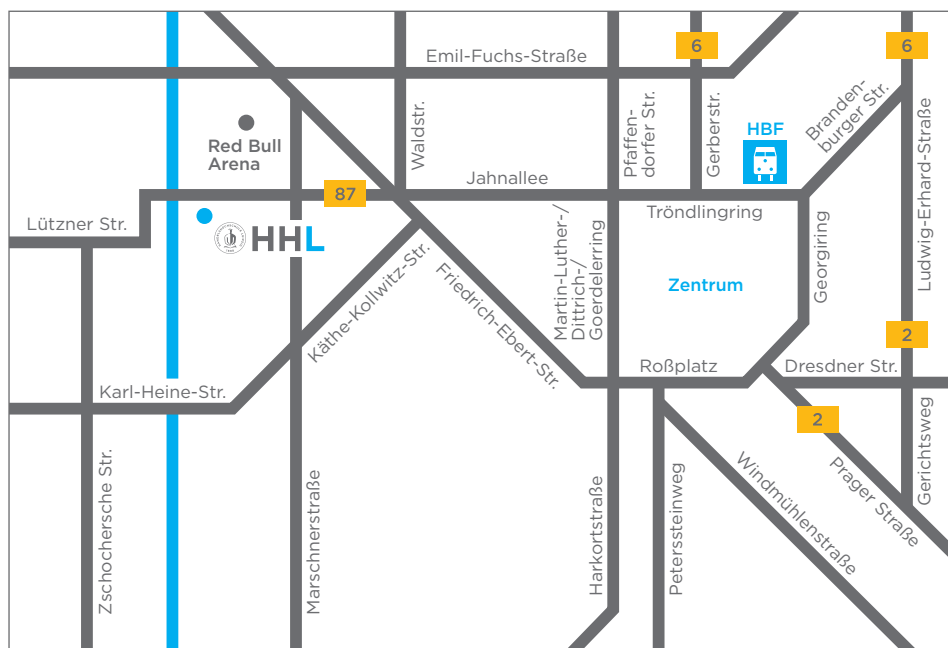 6
6
Emil-Fuchs-Straße
Red Bull
Arena
Waldstr.
Pfaffen-
dorfer Str.
Gerberstr.
HBF
Branden-
burger Str.
Ludwig-Erhard-Straße
87
Jahnallee
Tröndlingring
Lützner Str.
HHL
Käthe-Kollwitz-Str.
Friedrich-Ebert-Str.
Martin-Luther-/
Dittrich-/
Goerdelerring
Zentrum
Georgiring
2
Karl-Heine-Str.
Roßplatz
Dresdner Str.
2
Gerichtsweg
Prager Straße
Windmühlenstraße
Zschochersche Str.
Marschnerstraße
Harkortstraße
Peterssteinweg